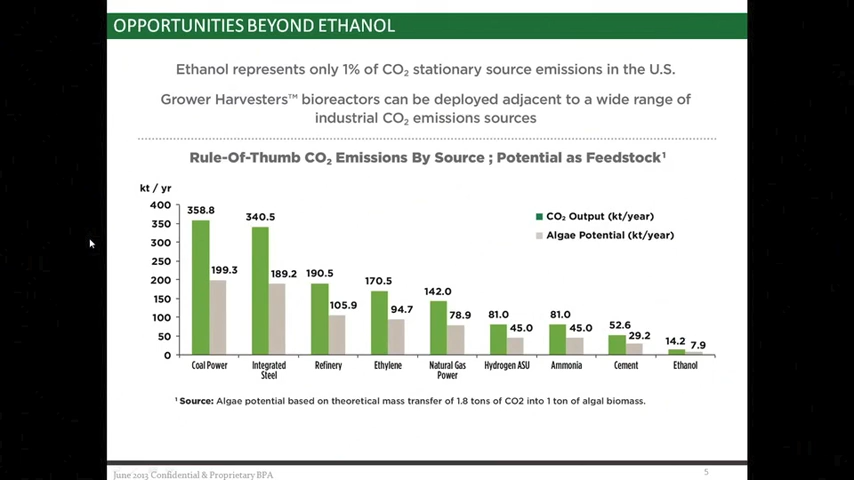 OPPORTUNITIES BEYOND ETHANOL
Ethanol represents only 1% of CO₂ stationary source emissions in the U.S.
Grower Harvesters™ bioreactors can be deployed adjacent to a wide range of
industrial CO₂ emissions sources
Rule-Of-Thumb CO₂ Emissions By Source ; Potential as Feedstock¹
kt / yr
400
350
300
250
200
150
100
50
0
358.8
199.3
340.5
189.2
190.5
105.9
170.5
94.7
142.0
78.9
81.0
45.0
81.0
45.0
52.6
29.2
14.2
7.9
CO₂ Output (kt/year)
Algae Potential (kt/year)
Coal Power
Integrated
Steel
Refinery
Ethylene
Natural Gas
Power
Hydrogen ASU
Ammonia
Cement
Ethanol
¹ Source: Algae potential based on theoretical mass transfer of 1.8 tons of CO2 into 1 ton of algal biomass.
June 2013 Confidential & Proprietary BPA
5